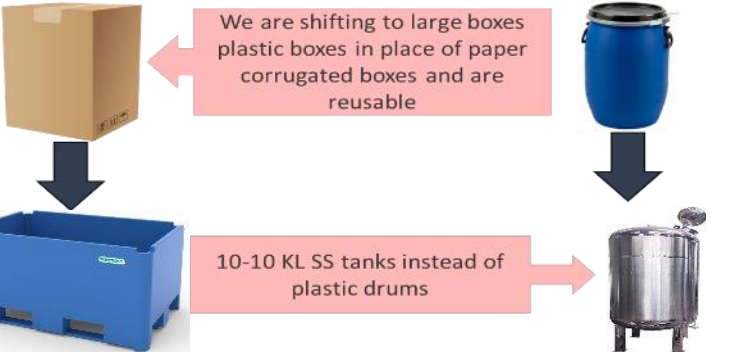 We are shifting to large boxes
plastic boxes in place of paper
corrugated boxes and are
reusable
10-10 KL SS tanks instead of
plastic drums